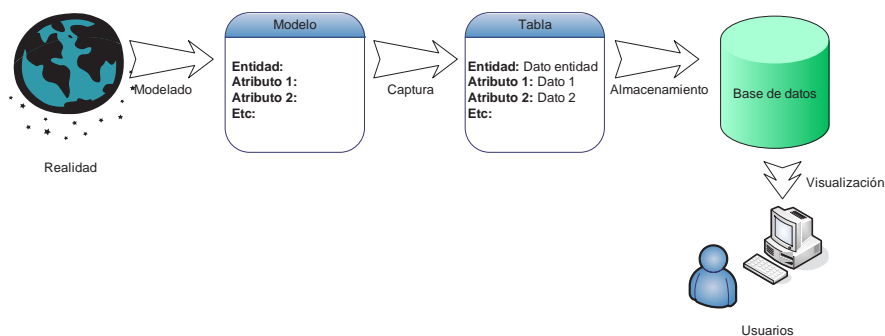 Realidad
Modelado
Modelo
Entidad:
Atributo 1:
Atributo 2:
Etc:
Captura
Tabla
Entidad: Dato entidad
Atributo 1: Dato 1
Atributo 2: Dato 2
Etc:
Almacenamiento
Base de datos
Visualización
Usuarios